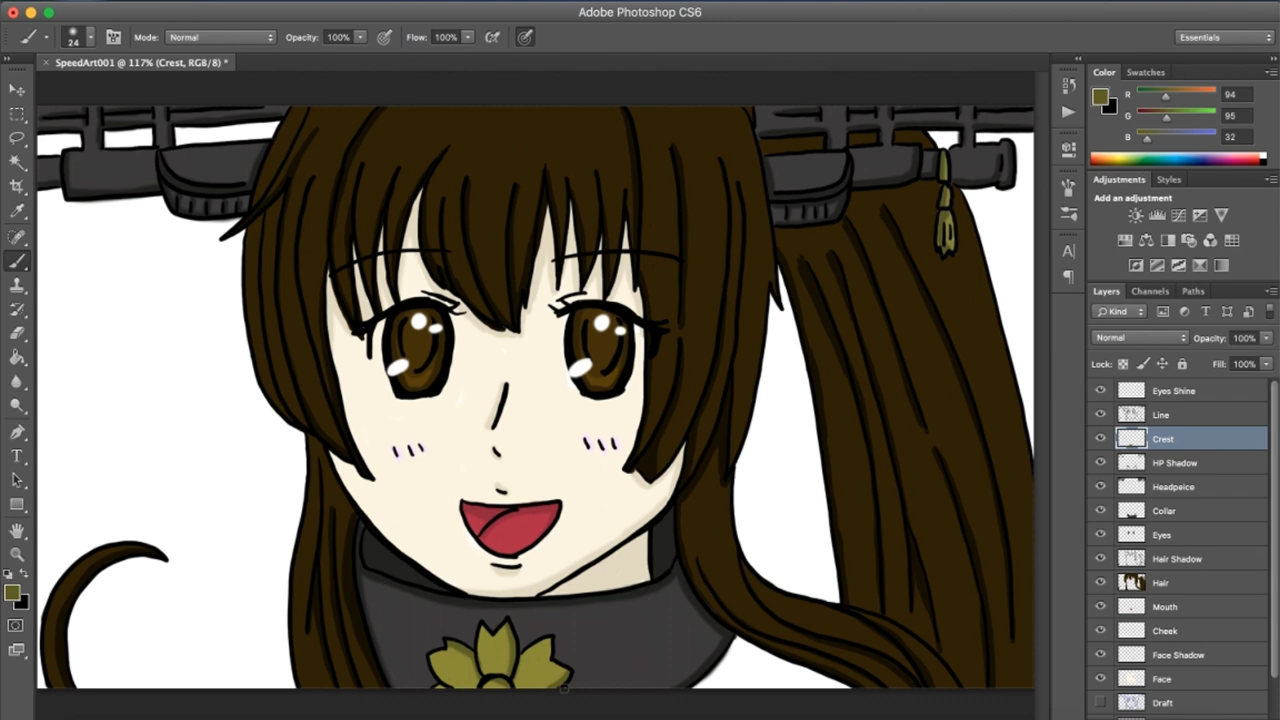 Adobe Photoshop CS6
24 Mode: Normal Opacity: 100% Flow: 100% Essentials
× SpeedArt001 @ 117% (Crest, RGB/8) *
Color Swatches
R 94
G 95
B 32
Adjustments Styles
Add an adjustment
Layers Channels Paths
Kind
Normal Opacity: 100%
Lock: Fill: 100%
Eyes Shine
Line
Crest
HP Shadow
Headpeice
Collar
Eyes
Hair Shadow
Hair
Mouth
Cheek
Face Shadow
Face
Draft